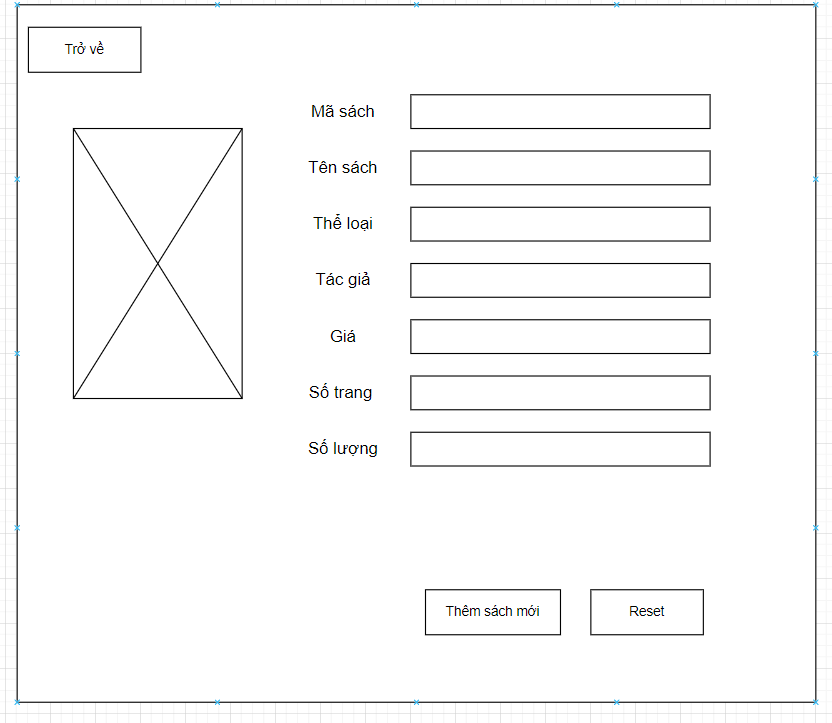 Trở về
Mã sách
Tên sách
Thể loại
Tác giả
Giá
Số trang
Số lượng
Thêm sách mới
Reset